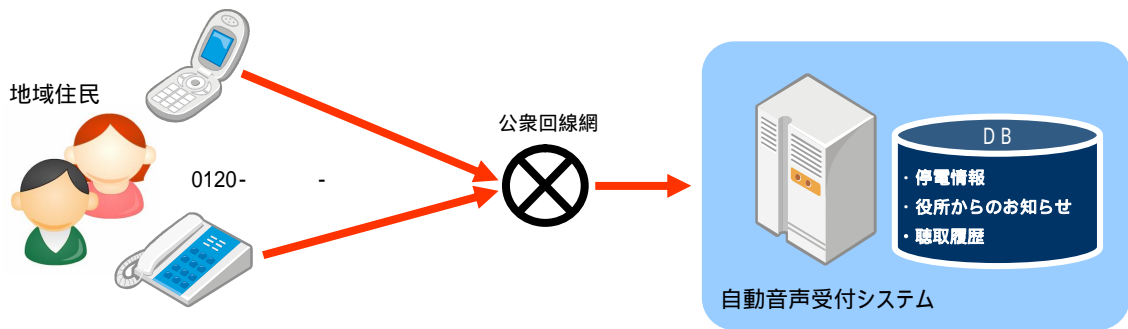 地域住民
0120-　　　-
公衆回線網
DB
・停電情報
・役所からのお知らせ
・聴取履歴
自動音声受付システム